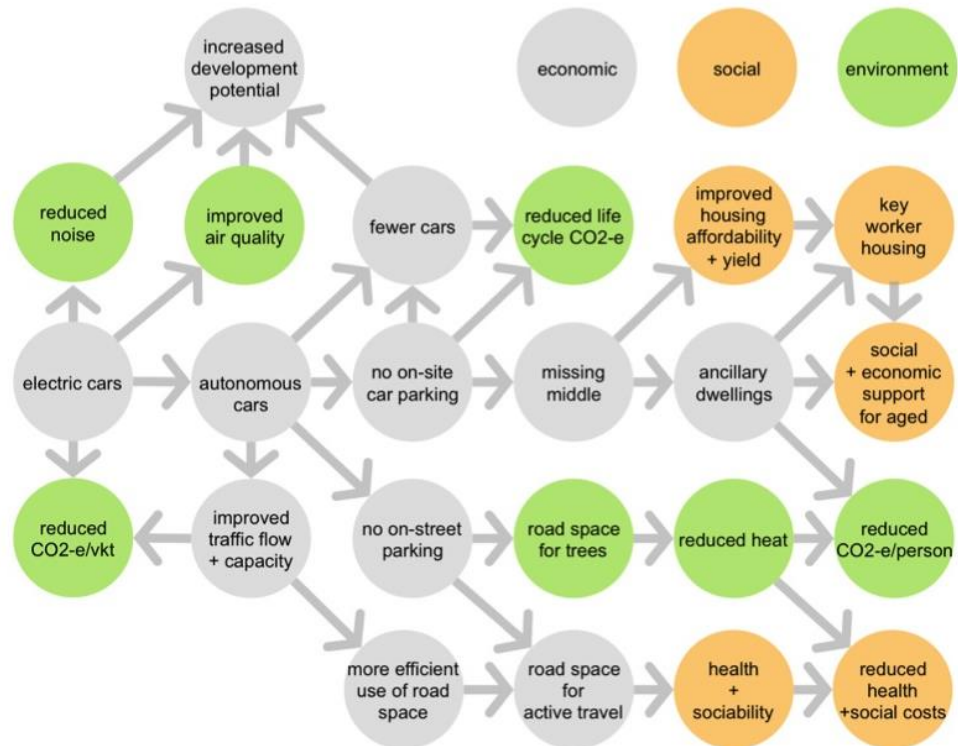 increased
development
potential
economic
social
environment
reduced
noise
improved
air quality
fewer cars
reduced life
cycle CO2-e
improved
housing
affordability
+ yield
key
worker
housing
electric cars
autonomous
cars
no on-site
car parking
missing
middle
ancillary
dwellings
social
+ economic
support
for aged
reduced
CO2-e/vkt
improved
traffic flow
+ capacity
no on-street
parking
road space
for trees
reduced heat
reduced
CO2-e/person
more efficient
use of road
space
road space
for
active travel
health
+
sociability
reduced
health
+social costs